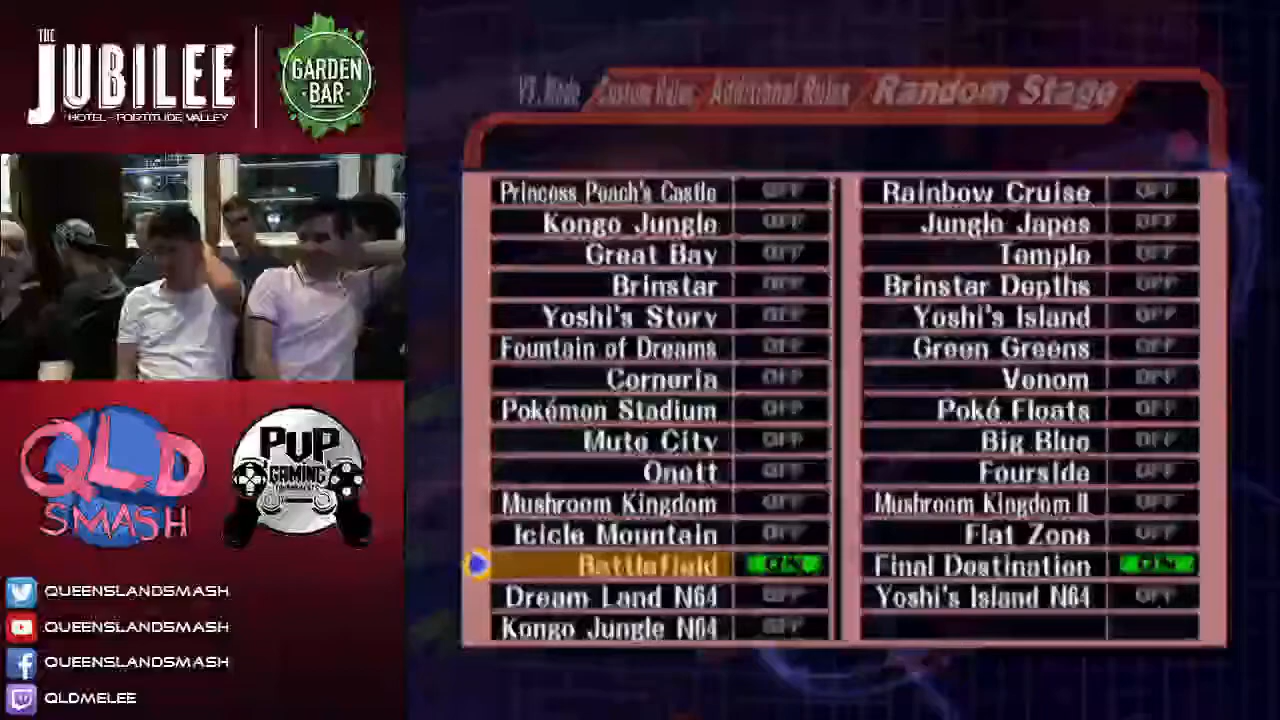 THE
JUBILEE
HOTEL - FORTITUDE VALLEY
GARDEN
BAR
VS. Mode / Custom Rules / Additional Rules / Random Stage
Princess Peach's Castle OFF Rainbow Cruise OFF
Kongo Jungle OFF Jungle Japes OFF
Great Bay OFF Temple OFF
Brinstar OFF Brinstar Depths OFF
Yoshi's Story OFF Yoshi's Island OFF
Fountain of Dreams OFF Green Greens OFF
Corneria OFF Venom OFF
Pokémon Stadium OFF Poké Floats OFF
Mute City OFF Big Blue OFF
Onett OFF Fourside OFF
Mushroom Kingdom OFF Mushroom Kingdom II OFF
Icicle Mountain OFF Flat Zone OFF
Battlefield ON Final Destination ON
Dream Land N64 OFF Yoshi's Island N64 OFF
Kongo Jungle N64 OFF
QLD
SMASH
PvP
GAMING
QUEENSLANDSMASH
QUEENSLANDSMASH
QUEENSLANDSMASH
QLDMELEE